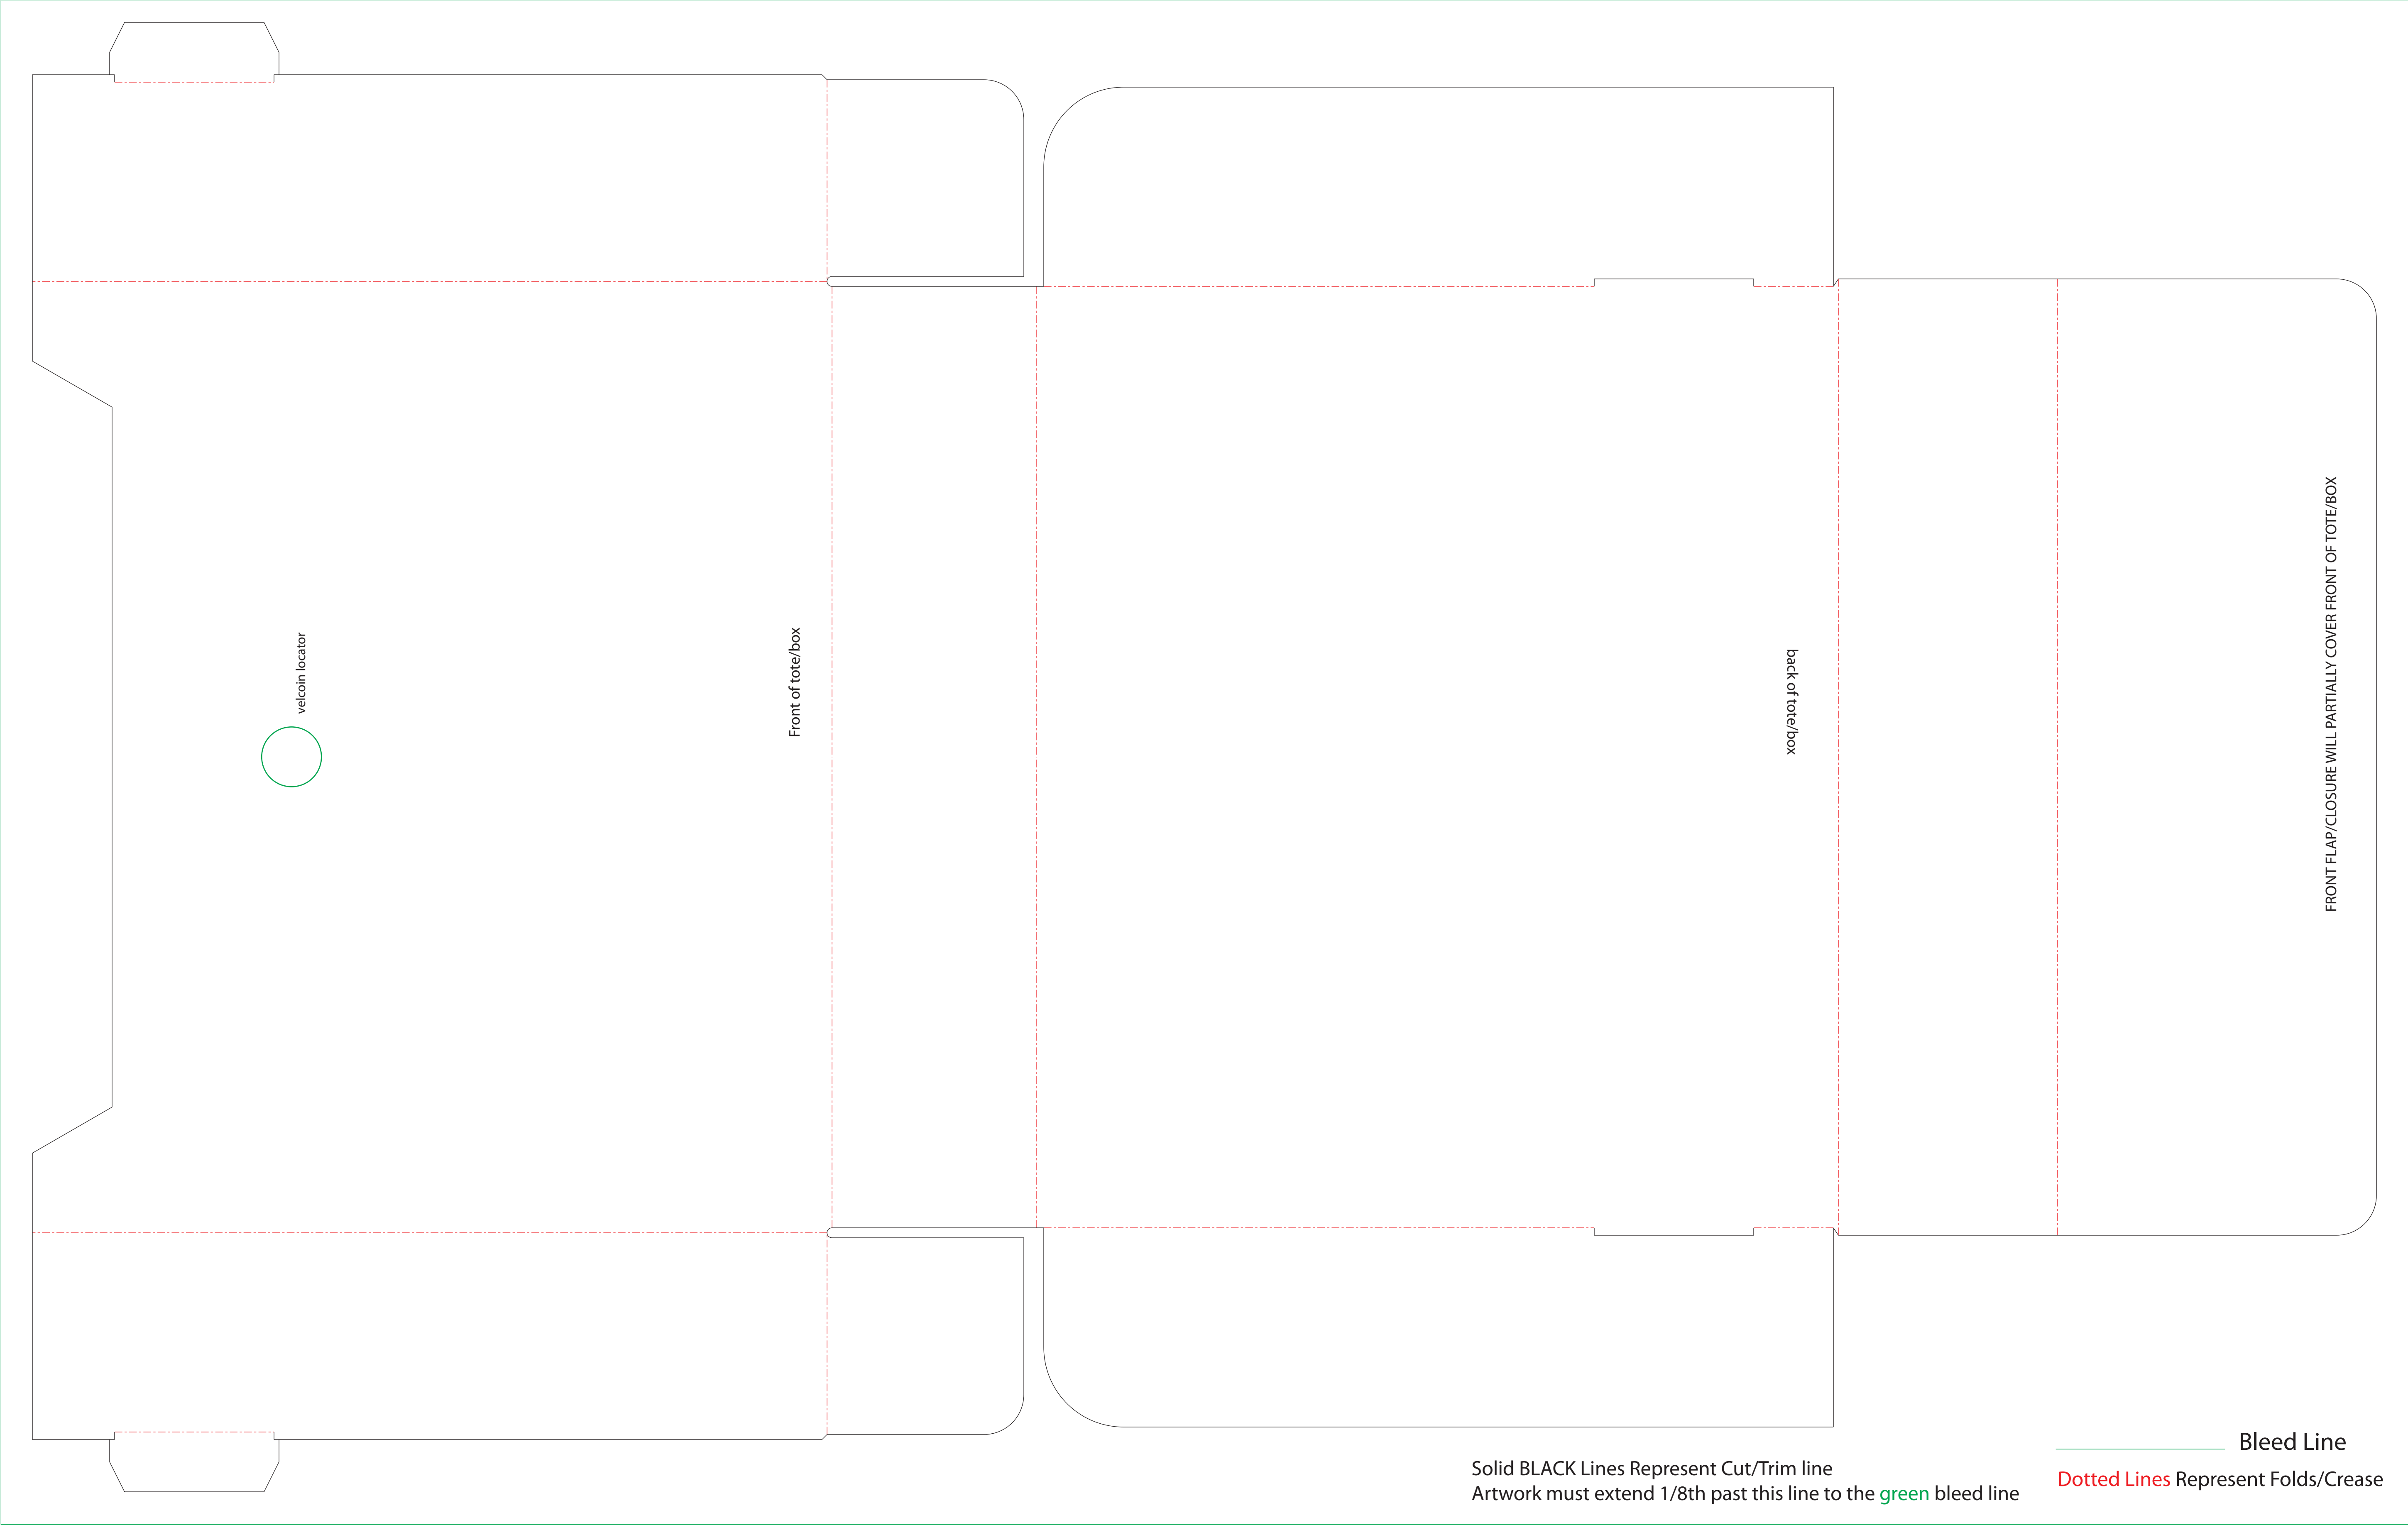 velcoin locator
Front of tote/box
back of tote/box
FRONT FLAP/CLOSURE WILL PARTIALLY COVER FRONT OF TOTE/BOX
Bleed Line
Solid BLACK Lines Represent Cut/Trim line
Dotted Lines Represent Folds/Crease
Artwork must extend 1/8th past this line to the green bleed line